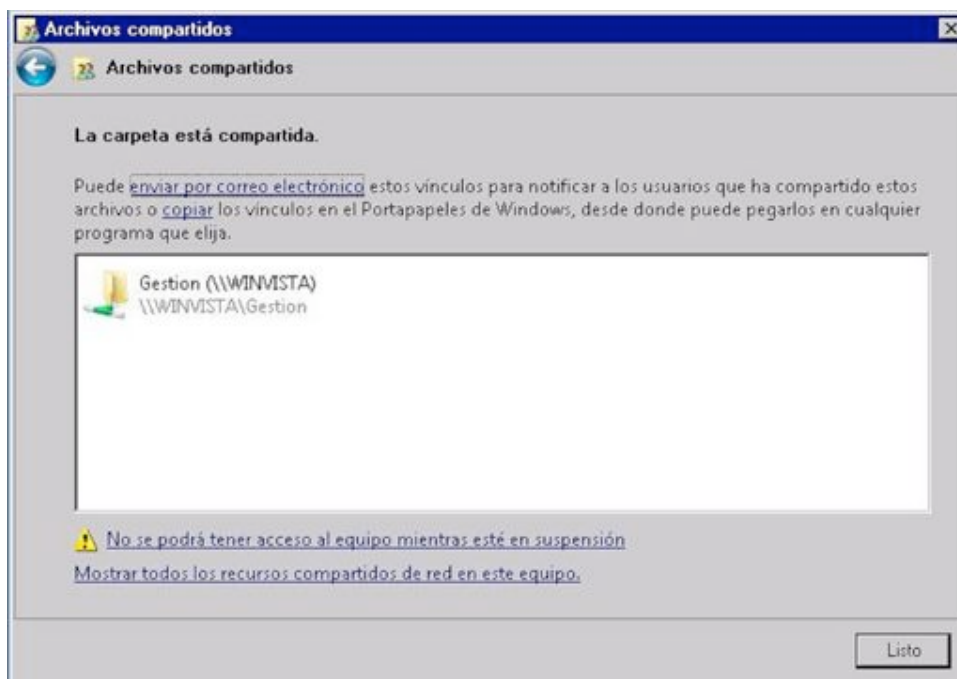 Archivos compartidos
Archivos compartidos
La carpeta está compartida.
Puede enviar por correo electrónico estos vínculos para notificar a los usuarios que ha compartido estos
archivos o copiar los vínculos en el Portapapeles de Windows, desde donde puede pegarlos en cualquier
programa que elija.
Gestion (\\WINVISTA)
\\WINVISTA\Gestion
No se podrá tener acceso al equipo mientras esté en suspensión
Mostrar todos los recursos compartidos de red en este equipo.
Listo